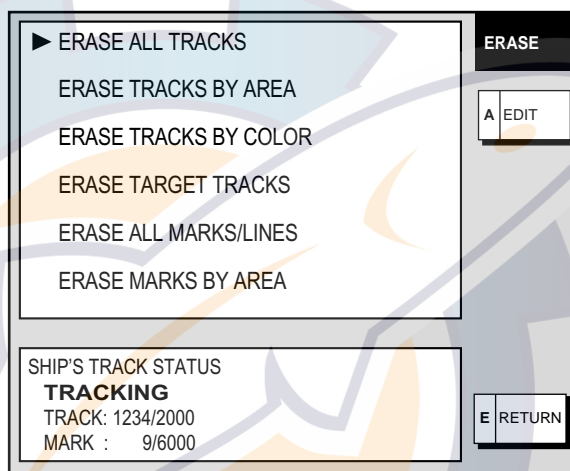 ▶ ERASE ALL TRACKS
ERASE TRACKS BY AREA
ERASE TRACKS BY COLOR
ERASE TARGET TRACKS
ERASE ALL MARKS/LINES
ERASE MARKS BY AREA
SHIP'S TRACK STATUS
TRACKING
TRACK: 1234/2000
MARK : 9/6000
ERASE
A EDIT
E RETURN